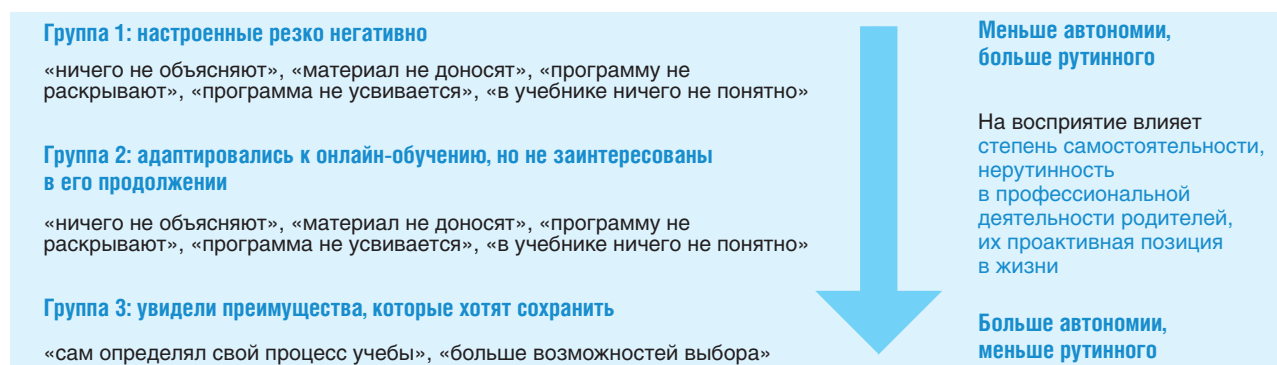 Группа 1: настроенные резко негативно
«ничего не объясняют», «материал не доносят», «программу не
раскрывают», «программа не усвивается», «в учебнике ничего не понятно»
Группа 2: адаптировались к онлайн-обучению, но не заинтересованы
в его продолжении
«ничего не объясняют», «материал не доносят», «программу не
раскрывают», «программа не усвивается», «в учебнике ничего не понятно»
Группа 3: увидели преимущества, которые хотят сохранить
«сам определял свой процесс учебы», «больше возможностей выбора»
Меньше автономии,
больше рутинного
На восприятие влияет
степень самостоятельности,
нерутинность
в профессиональной
деятельности родителей,
их проактивная позиция
в жизни
Больше автономии,
меньше рутинного